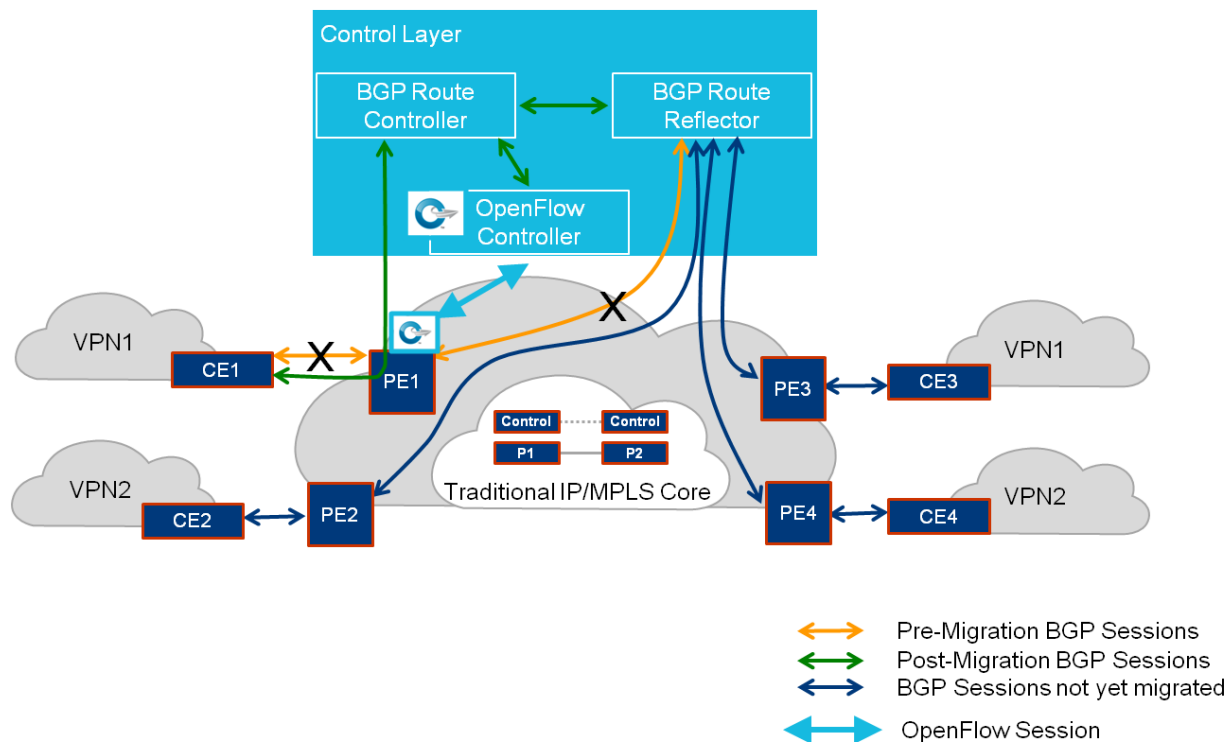 Control Layer
BGP Route
Controller
BGP Route
Reflector
OpenFlow
Controller
VPN1
CE1
X
PE1
X
VPN1
CE3
PE3
Control
Control
P1
P2
Traditional IP/MPLS Core
VPN2
CE2
PE2
PE4
CE4
VPN2
Pre-Migration BGP Sessions
Post-Migration BGP Sessions
BGP Sessions not yet migrated
OpenFlow Session